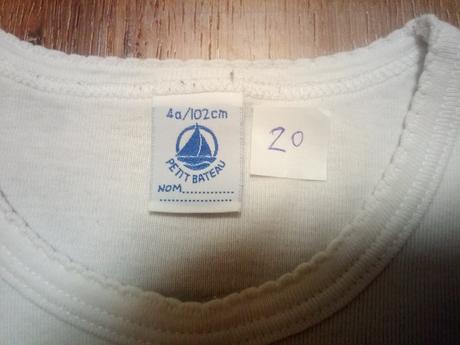 4a/102cm
PETIT BATEAU
NOM
20